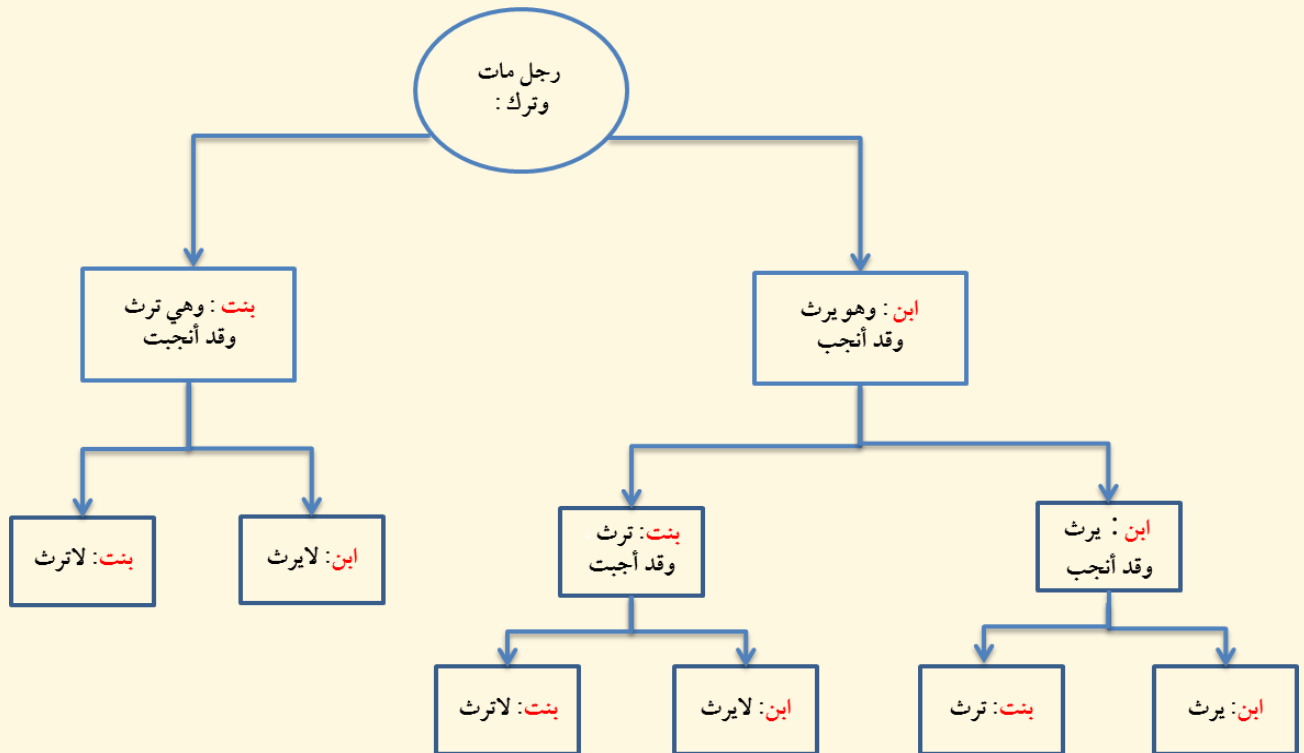 رجل مات
وترك :
ابن : وهو يرث
وقد أنجب
بنت : وهي ترث
وقد أنجبت
ابن : يرث
وقد أنجب
بنت: ترث
وقد أجبت
ابن: لايرث
بنت: لاترث
ابن: يرث
بنت: ترث
ابن: لايرث
بنت: لاترث